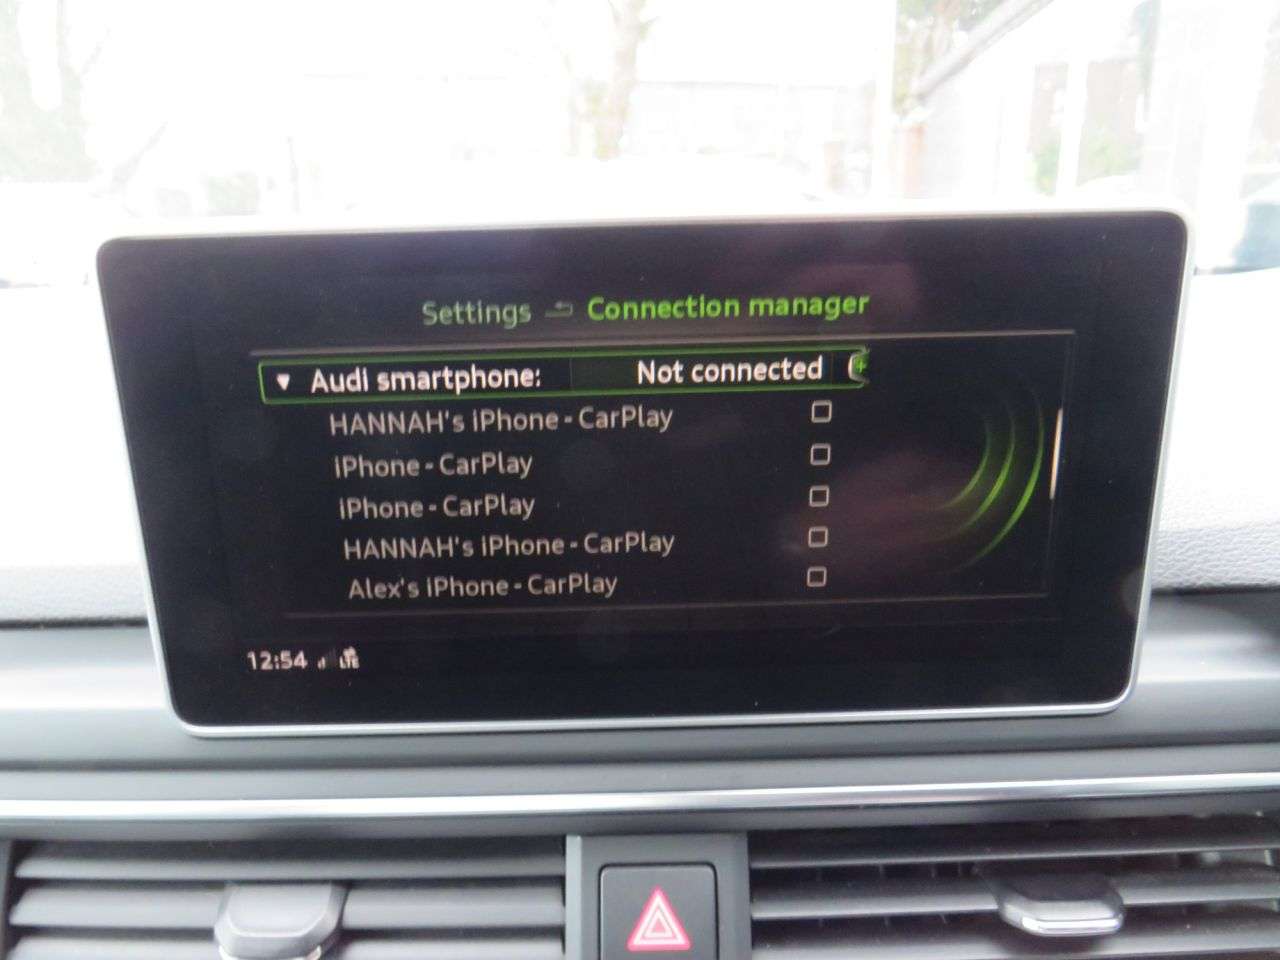 Settings Connection manager
Audi smartphone: Not connected
HANNAH's iPhone - CarPlay
iPhone - CarPlay
iPhone - CarPlay
HANNAH's iPhone - CarPlay
Alex's iPhone - CarPlay
12:54 LTE